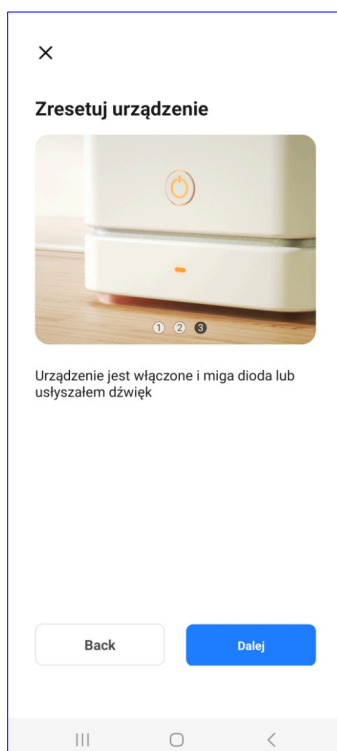 Zresetuj urządzenie
1 2 3
Urządzenie jest włączone i miga dioda lub
usłyszałem dźwięk
Back Dalej